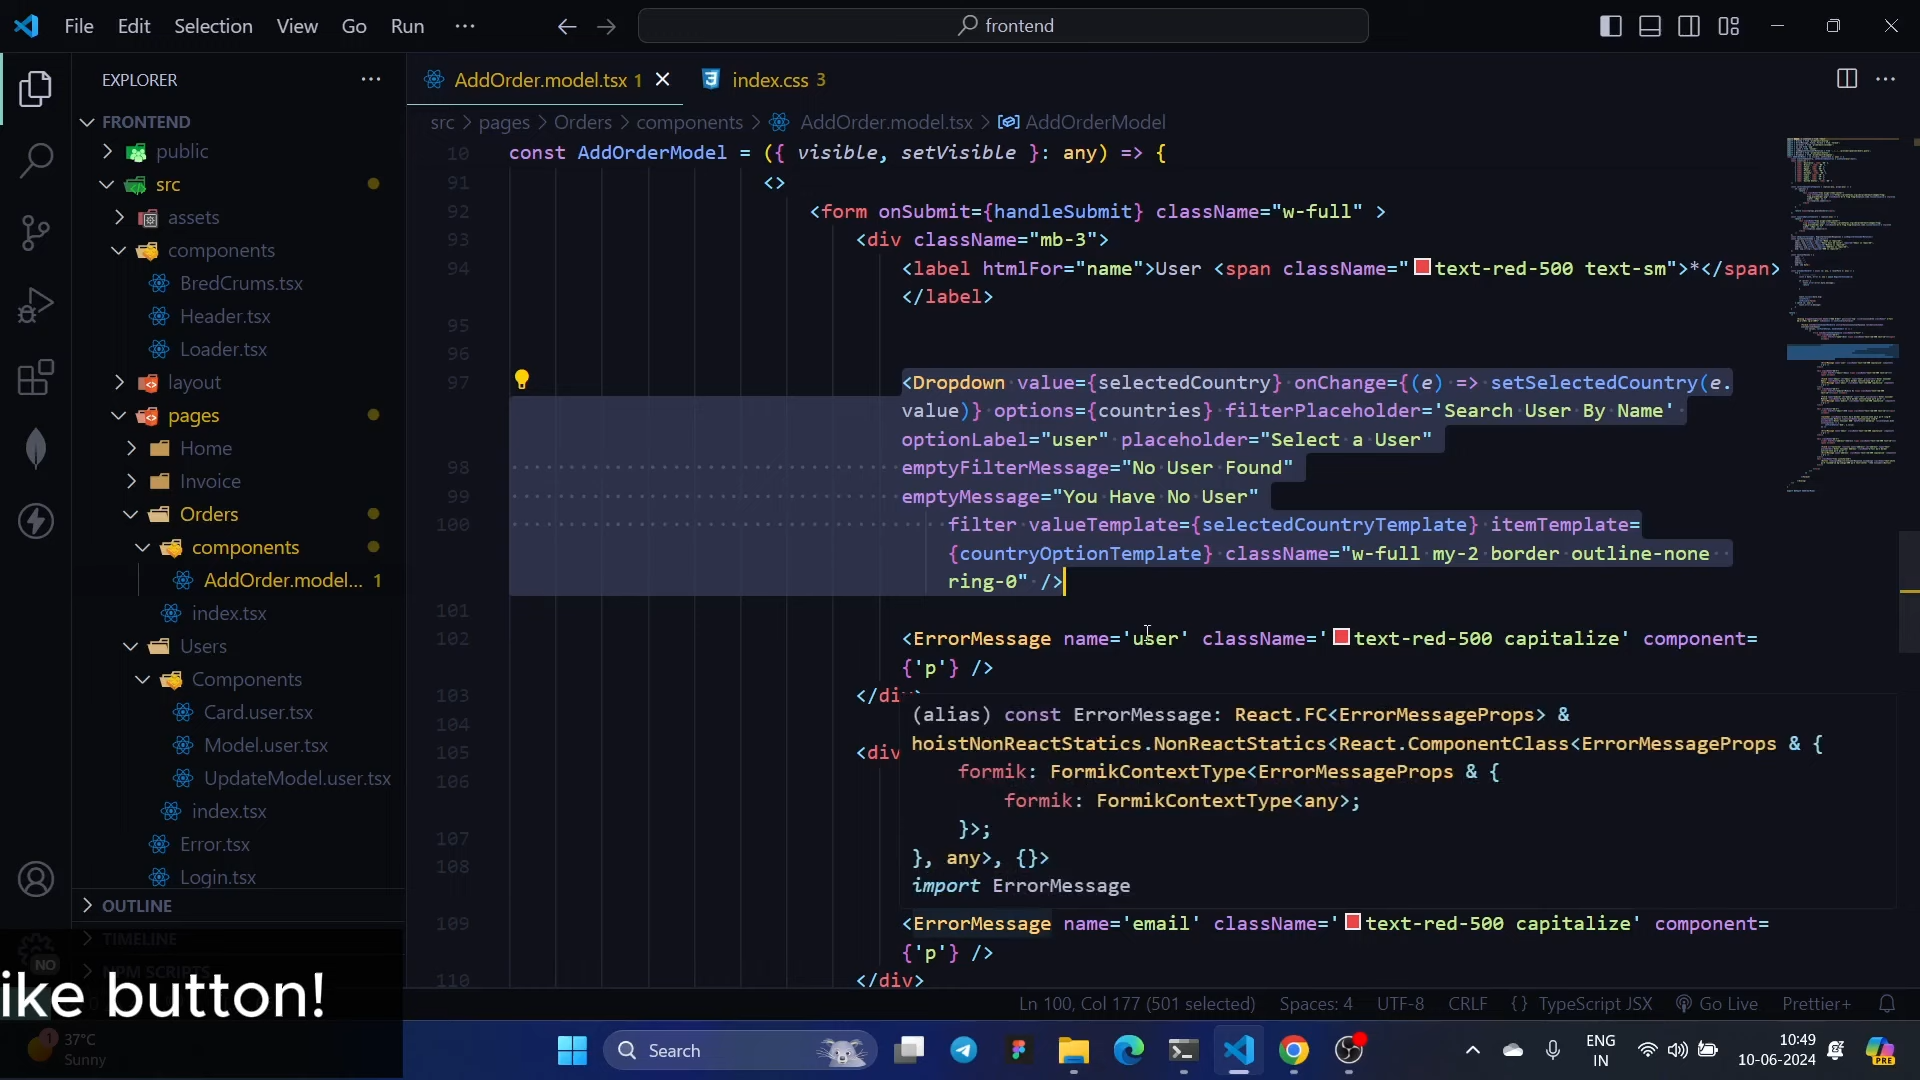 File Edit Selection View Go Run ···
frontend
EXPLORER ···
AddOrder.model.tsx 1
index.css 3
FRONTEND
public
src
assets
components
BredCrums.tsx
Header.tsx
Loader.tsx
layout
pages
Home
Invoice
Orders
components
AddOrder.model... 1
index.tsx
Users
Components
Card.user.tsx
Model.user.tsx
UpdateModel.user.tsx
index.tsx
Error.tsx
Login.tsx
OUTLINE
TIMELINE
NPM SCRIPTS
NO
ike button!
src > pages > Orders > components > AddOrder.model.tsx > AddOrderModel
10 const AddOrderModel = ({ visible, setVisible }: any) => {
91 <>
92 <form onSubmit={handleSubmit} className="w-full" >
93 <div className="mb-3">
94 <label htmlFor="name">User <span className="text-red-500 text-sm">*</span>
</label>
95
96
97 <Dropdown value={selectedCountry} onChange={(e) => setSelectedCountry(e.
value)} options={countries} filterPlaceholder='Search User By Name'
optionLabel="user" placeholder="Select a User"
98 emptyFilterMessage="No User Found"
99 emptyMessage="You Have No User"
100 filter valueTemplate={selectedCountryTemplate} itemTemplate=
{countryOptionTemplate} className="w-full my-2 border outline-none
ring-0" />
101
102 <ErrorMessage name='user' className='text-red-500 capitalize' component=
{'p'} />
103 </div>
104
105 <div
106
107
108
(alias) const ErrorMessage: React.FC<ErrorMessageProps> &
hoistNonReactStatics.NonReactStatics<React.ComponentClass<ErrorMessageProps & {
formik: FormikContextType<ErrorMessageProps & {
formik: FormikContextType<any>;
}>;
}, any>, {}>
import ErrorMessage
109 <ErrorMessage name='email' className='text-red-500 capitalize' component=
{'p'} />
110 </div>
Ln 100, Col 177 (501 selected) Spaces: 4 UTF-8 CRLF {} TypeScript JSX Go Live Prettier+
1
37°C
Sunny
Search
ENG
IN
10:49
10-06-2024
PRE